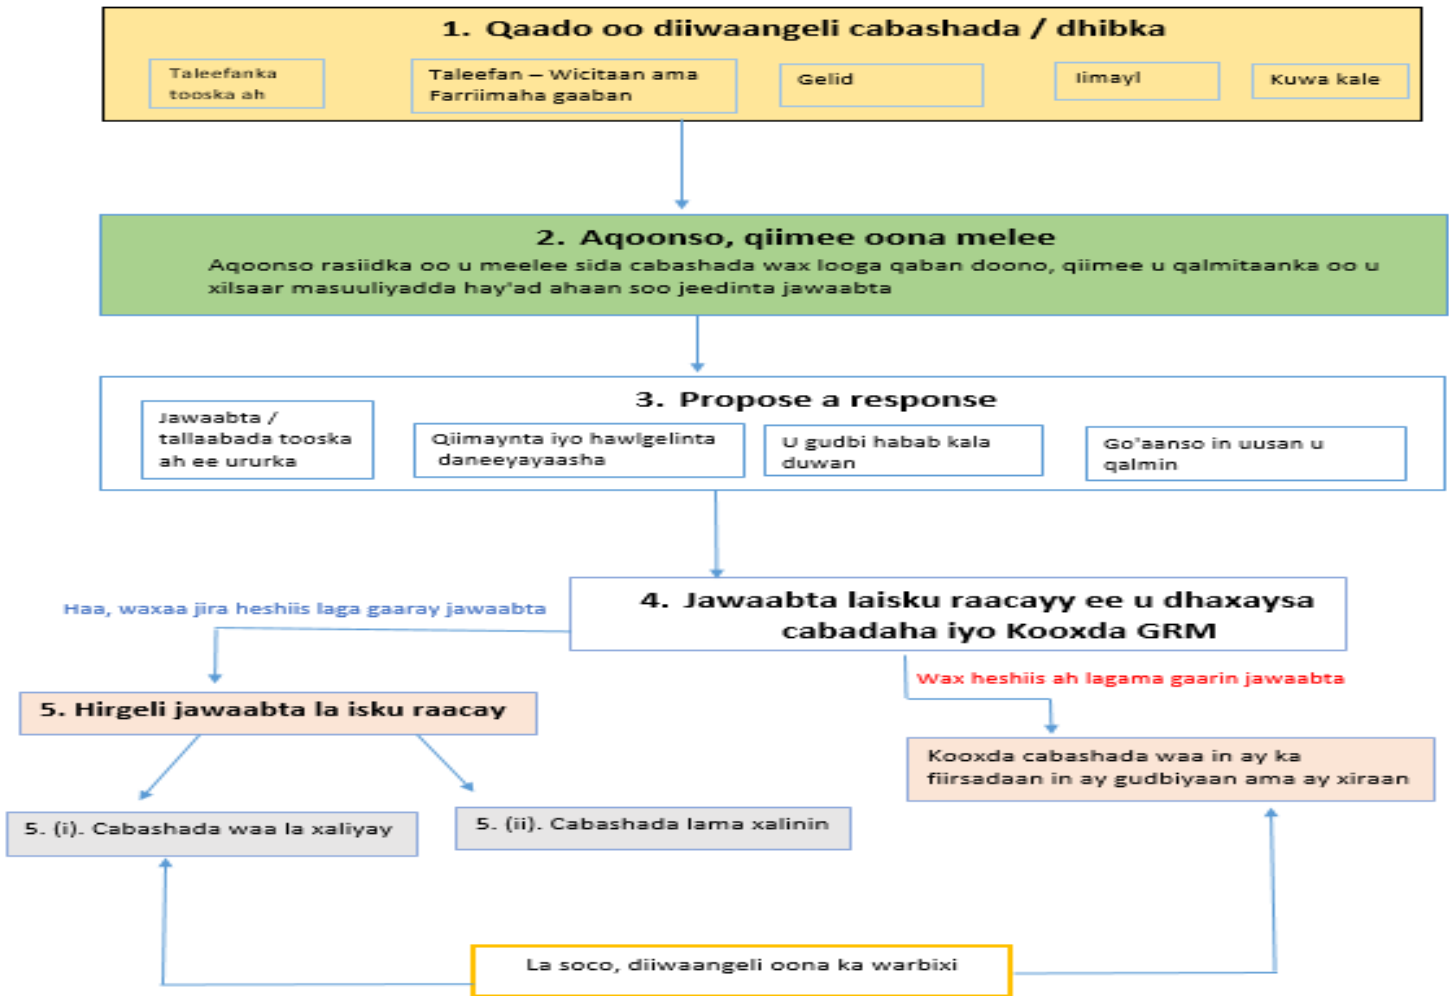 1. Qaado oo diiwaangeli cabashada / dhibka
Taleefanka
tooska ah
Taleefan – Wicitaan ama
Farriimaha gaaban
Gelid
Iimayl
Kuwa kale
2. Aqoonso, qiimee oona melee
Aqoonso rasiidka oo u meelee sida cabashada wax looga qaban doono, qiimee u qalmitaanka oo u
xilsaar masuuliyadda hay'ad ahaan soo jeedinta jawaabta
3. Propose a response
Jawaabta /
tallaabada tooska
ah ee ururka
Qiimaynta iyo hawlgelinta
daneeyayaasha
U gudbi habab kala
duwan
Go'aanso in uusan u
qalmin
4. Jawaabta laisku raacayy ee u dhaxaysa
cabadaha iyo Kooxda GRM
Haa, waxaa jira heshiis laga gaaray jawaabta
Wax heshiis ah lagama gaarin jawaabta
5. Hirgeli jawaabta la isku raacay
Kooxda cabashada waa in ay ka
fiirsadaan in ay gudbiyaan ama ay xiraan
5. (i). Cabashada waa la xaliyay
5. (ii). Cabashada lama xalinin
La soco, diiwaangeli oona ka warbixi